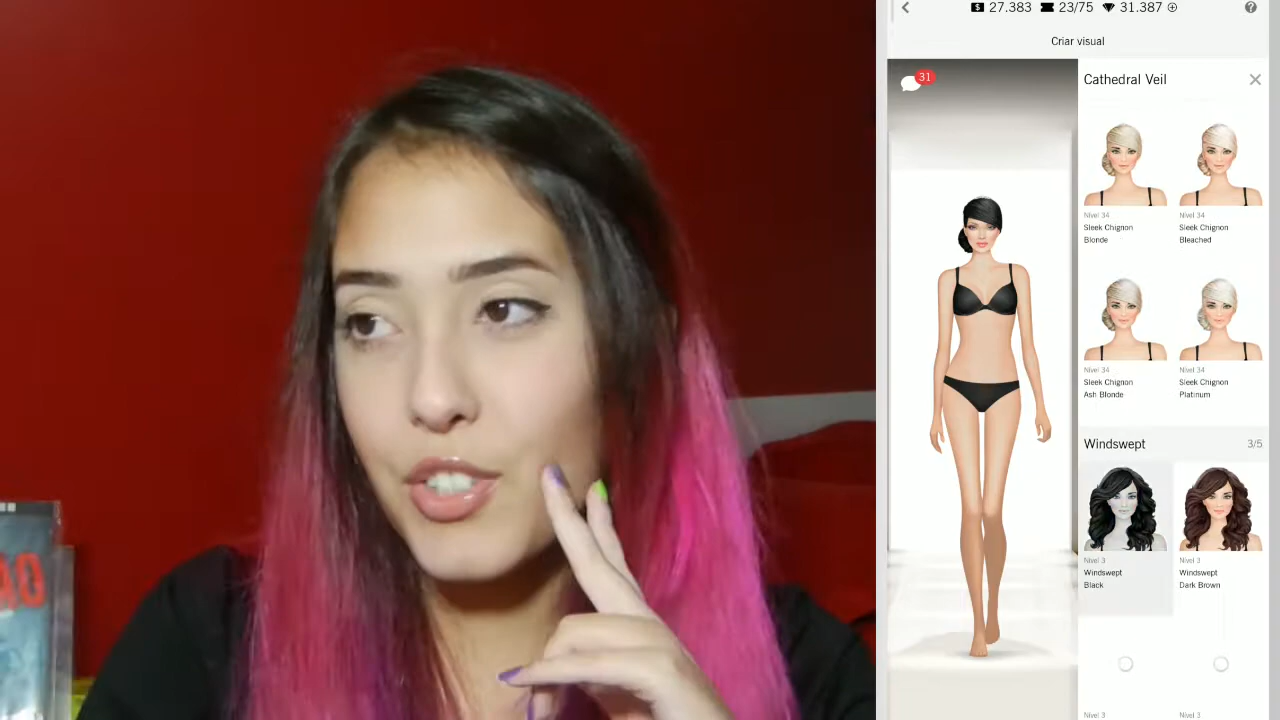 27.383 23/75 31.387
Criar visual
31
Cathedral Veil
Nível 34
Sleek Chignon
Blonde
Nível 34
Sleek Chignon
Bleached
Nível 34
Sleek Chignon
Ash Blonde
Nível 34
Sleek Chignon
Platinum
Windswept 3/5
Nível 3
Windswept
Black
Nível 3
Windswept
Dark Brown
Nível 3
Nível 3